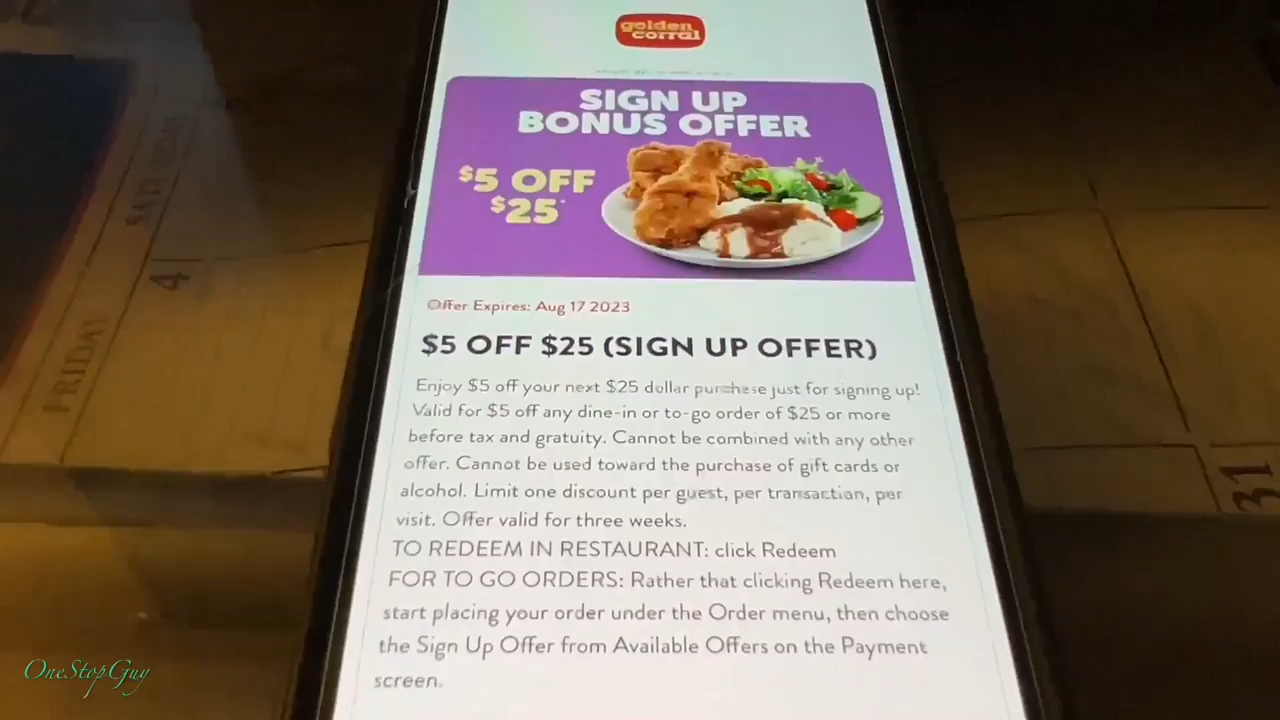 golden
corral
SIGN UP
BONUS OFFER
$5 OFF
$25*
Offer Expires: Aug 17 2023
$5 OFF $25 (SIGN UP OFFER)
Enjoy $5 off your next $25 dollar purchase just for signing up!
Valid for $5 off any dine-in or to-go order of $25 or more
before tax and gratuity. Cannot be combined with any other
offer. Cannot be used toward the purchase of gift cards or
alcohol. Limit one discount per guest, per transaction, per
visit. Offer valid for three weeks.
TO REDEEM IN RESTAURANT: click Redeem
FOR TO GO ORDERS: Rather that clicking Redeem here,
start placing your order under the Order menu, then choose
the Sign Up Offer from Available Offers on the Payment
screen.
FRIDAY
4
31
OneStopGuy